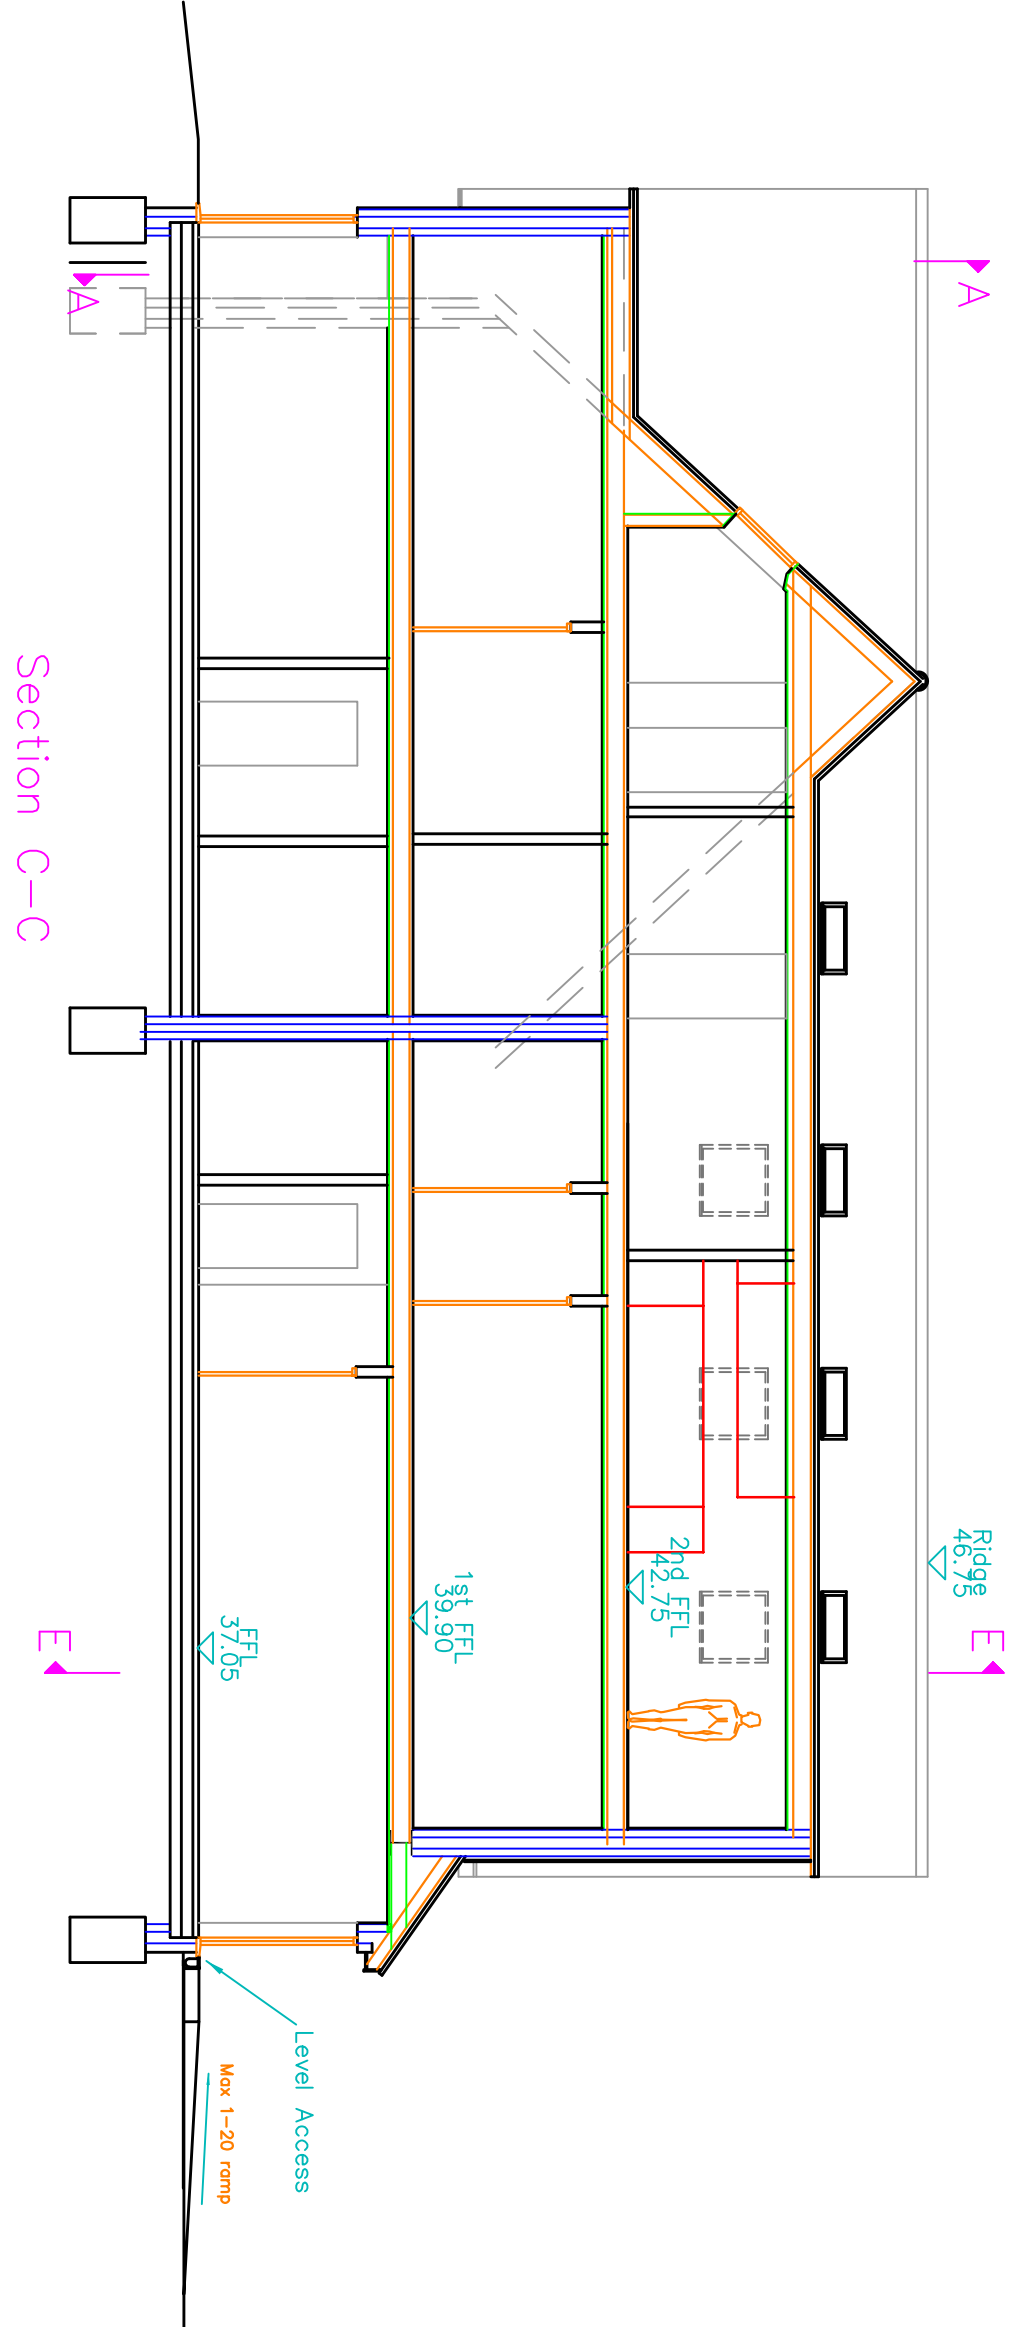 A
A
Ridge
46.75
E
2nd FFL
42.75
1st FFL
39.90
FFL
37.05
E
Level Access
Max 1-20 ramp
Section C-C